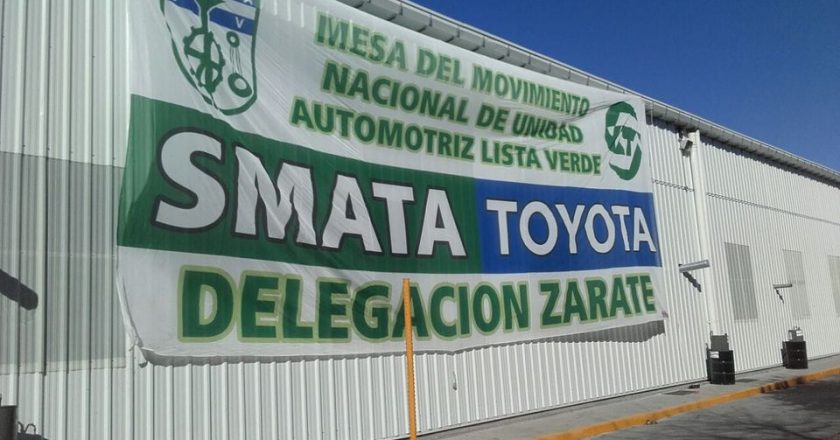 MESA DEL MOVIMIENTO
NACIONAL DE UNIDAD
AUTOMOTRIZ LISTA VERDE
SMATA TOYOTA
DELEGACION ZARATE